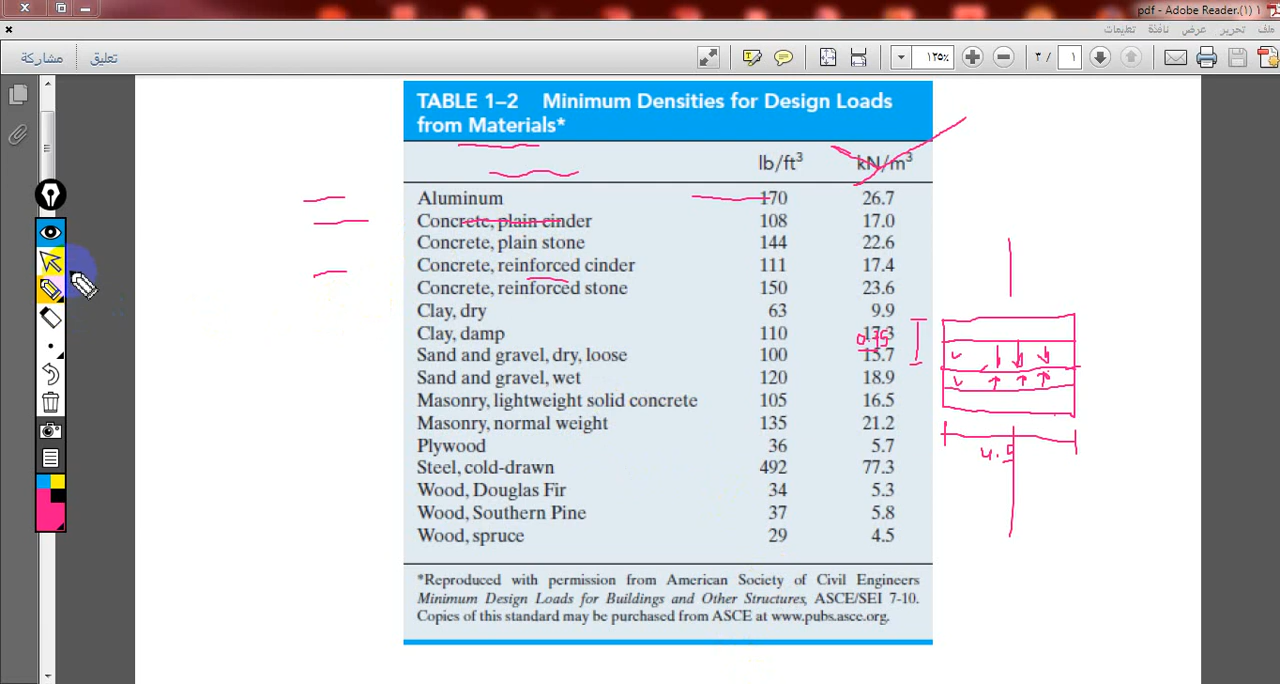 pdf - Adobe Reader.(١) ١
ملف تحرير عرض نافذة تعليمات
مشاركة تعليق ١٢٥% ٣ / ١
TABLE 1–2 Minimum Densities for Design Loads
from Materials*
lb/ft³ kN/m³
Aluminum 170 26.7
Concrete, plain cinder 108 17.0
Concrete, plain stone 144 22.6
Concrete, reinforced cinder 111 17.4
Concrete, reinforced stone 150 23.6
Clay, dry 63 9.9
Clay, damp 110 17.3
0.75
Sand and gravel, dry, loose 100 15.7
Sand and gravel, wet 120 18.9
Masonry, lightweight solid concrete 105 16.5
Masonry, normal weight 135 21.2
Plywood 36 5.7
4.5
Steel, cold-drawn 492 77.3
Wood, Douglas Fir 34 5.3
Wood, Southern Pine 37 5.8
Wood, spruce 29 4.5
*Reproduced with permission from American Society of Civil Engineers
Minimum Design Loads for Buildings and Other Structures, ASCE/SEI 7-10.
Copies of this standard may be purchased from ASCE at www.pubs.asce.org.